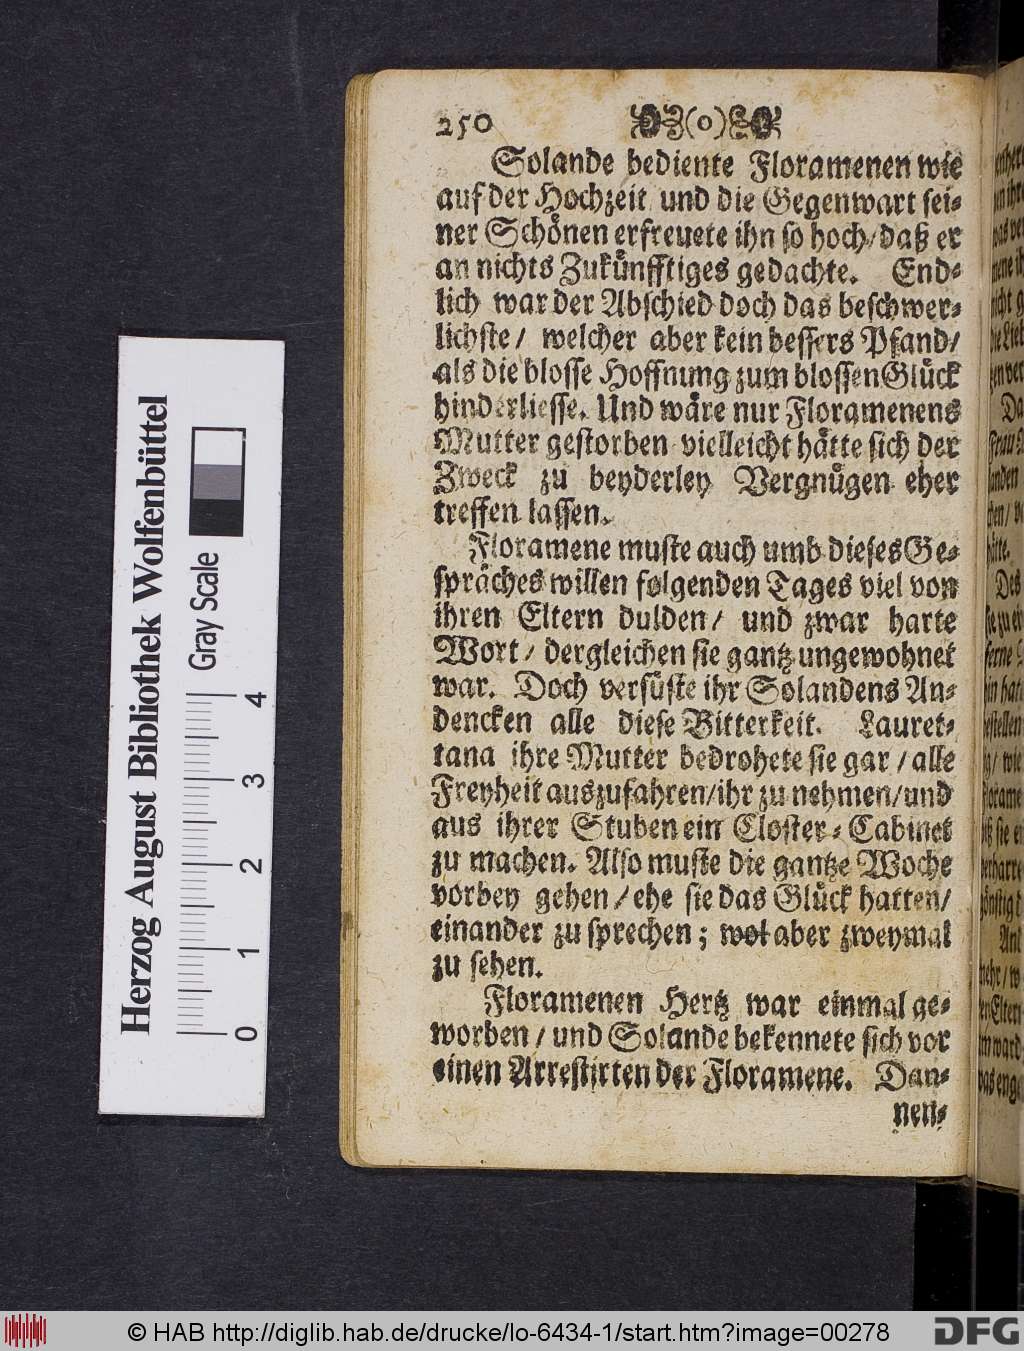 250 (o)
Solande bediente Floramenen wie
auf der Hochzeit und die Gegenwart sei-
ner Schönen erfreuete ihn so hoch/ daß er
an nichts Zukünfftiges gedachte. End-
lich war der Abschied doch das beschwer-
lichste/ welcher aber kein bessers Pfand/
als die blosse Hoffnung zum blossen Glück
hinderliesse. Und wäre nur Floramenens
Mutter gestorben vielleicht hätte sich der
Zweck zu beyderley Vergnügen eher
treffen lassen.
Floramene muste auch umb dieses Ge-
spräches willen folgenden Tages viel von
ihren Eltern dulden/ und zwar harte
Wort/ dergleichen sie gantz ungewohnet
war. Doch versüste ihr Solandens An-
dencken alle diese Bitterkeit. Lauret-
tana ihre Mutter bedrohete sie gar/ alle
Freyheit auszufahren/ ihr zu nehmen/ und
aus ihrer Stuben ein Closter-Cabinet
zu machen. Also muste die gantze Woche
vorbey gehen/ ehe sie das Glück hatten/
einander zu sprechen; wol aber zweymal
zu sehen.
Floramenen Hertz war einmal ge-
worben/ und Solande bekennete sich vor
einen Arrestirten der Floramene. Dan-
nen-
Herzog August Bibliothek Wolfenbüttel
Gray Scale
0 1 2 3 4
© HAB http://diglib.hab.de/drucke/lo-6434-1/start.htm?image=00278
DFG